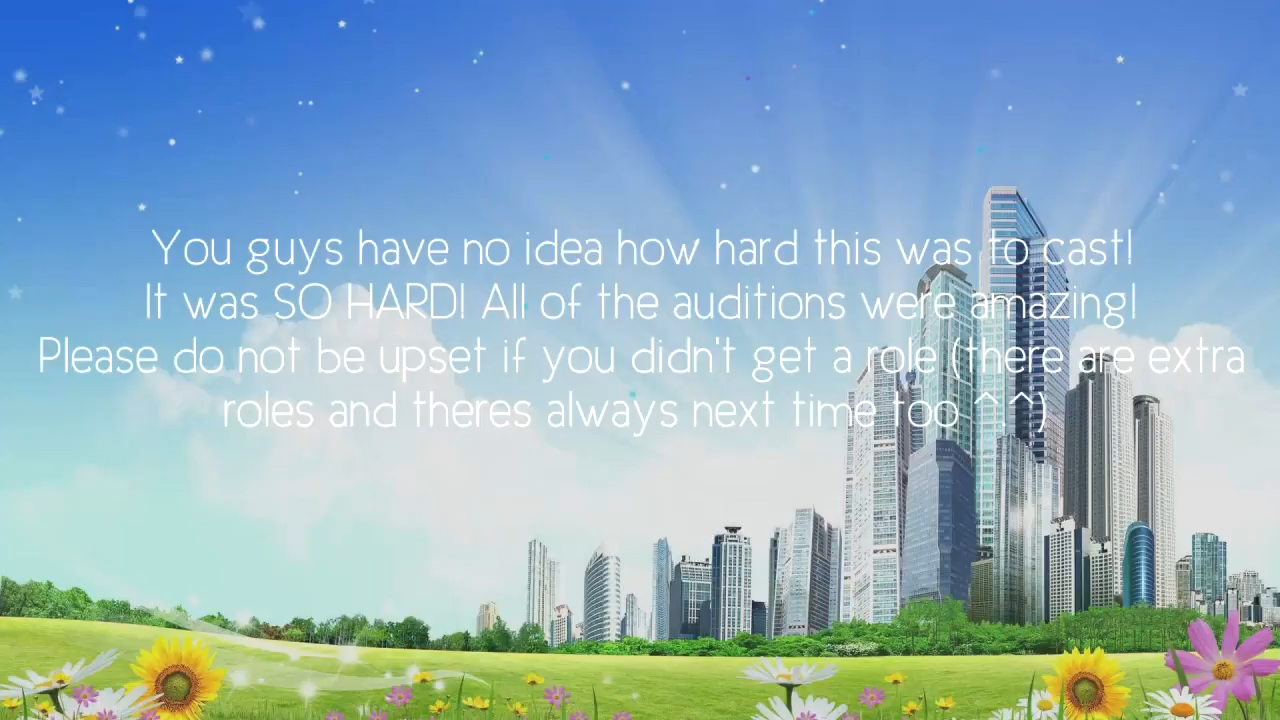 You guys have no idea how hard this was to cast!
It was SO HARD! All of the auditions were amazing!
Please do not be upset if you didn't get a role (there are extra
roles and theres always next time too ^ ^)